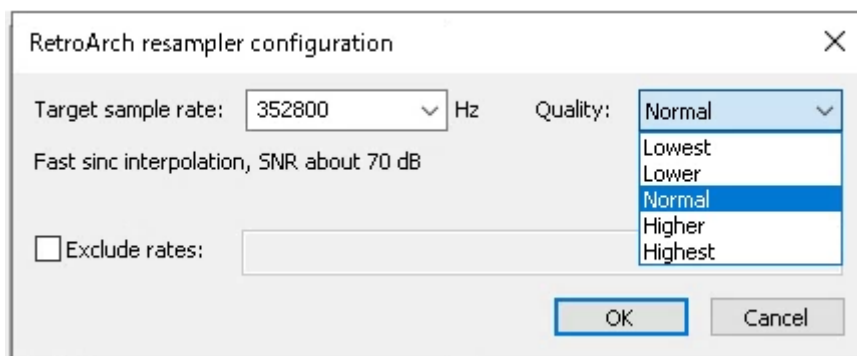 RetroArch resampler configuration
Target sample rate: 352800 Hz Quality: Normal
Fast sinc interpolation, SNR about 70 dB
Lowest
Lower
Normal
Higher
Highest
Exclude rates:
OK Cancel